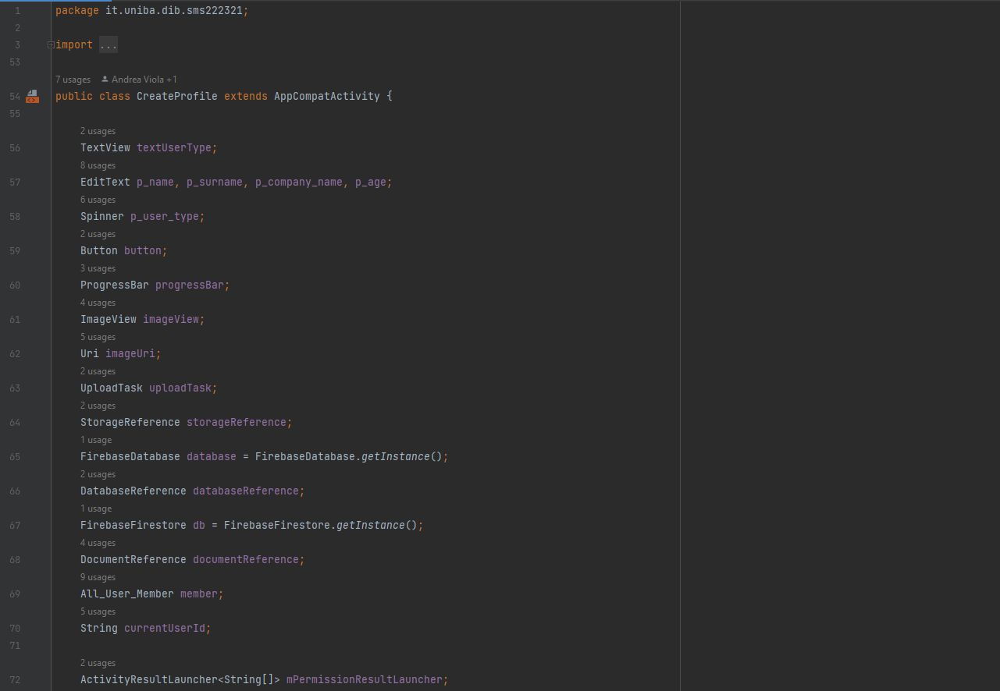 1 package it.uniba.dib.sms222321;
2
3 import ...
53
7 usages Andrea Viola +1
54 public class CreateProfile extends AppCompatActivity {
55
2 usages
56 TextView textUserType;
8 usages
57 EditText p_name, p_surname, p_company_name, p_age;
6 usages
58 Spinner p_user_type;
2 usages
59 Button button;
3 usages
60 ProgressBar progressBar;
4 usages
61 ImageView imageView;
5 usages
62 Uri imageUri;
2 usages
63 UploadTask uploadTask;
2 usages
64 StorageReference storageReference;
1 usage
65 FirebaseDatabase database = FirebaseDatabase.getInstance();
2 usages
66 DatabaseReference databaseReference;
1 usage
67 FirebaseFirestore db = FirebaseFirestore.getInstance();
4 usages
68 DocumentReference documentReference;
9 usages
69 All_User_Member member;
5 usages
70 String currentUserId;
71
2 usages
72 ActivityResultLauncher<String[]> mPermissionResultLauncher;